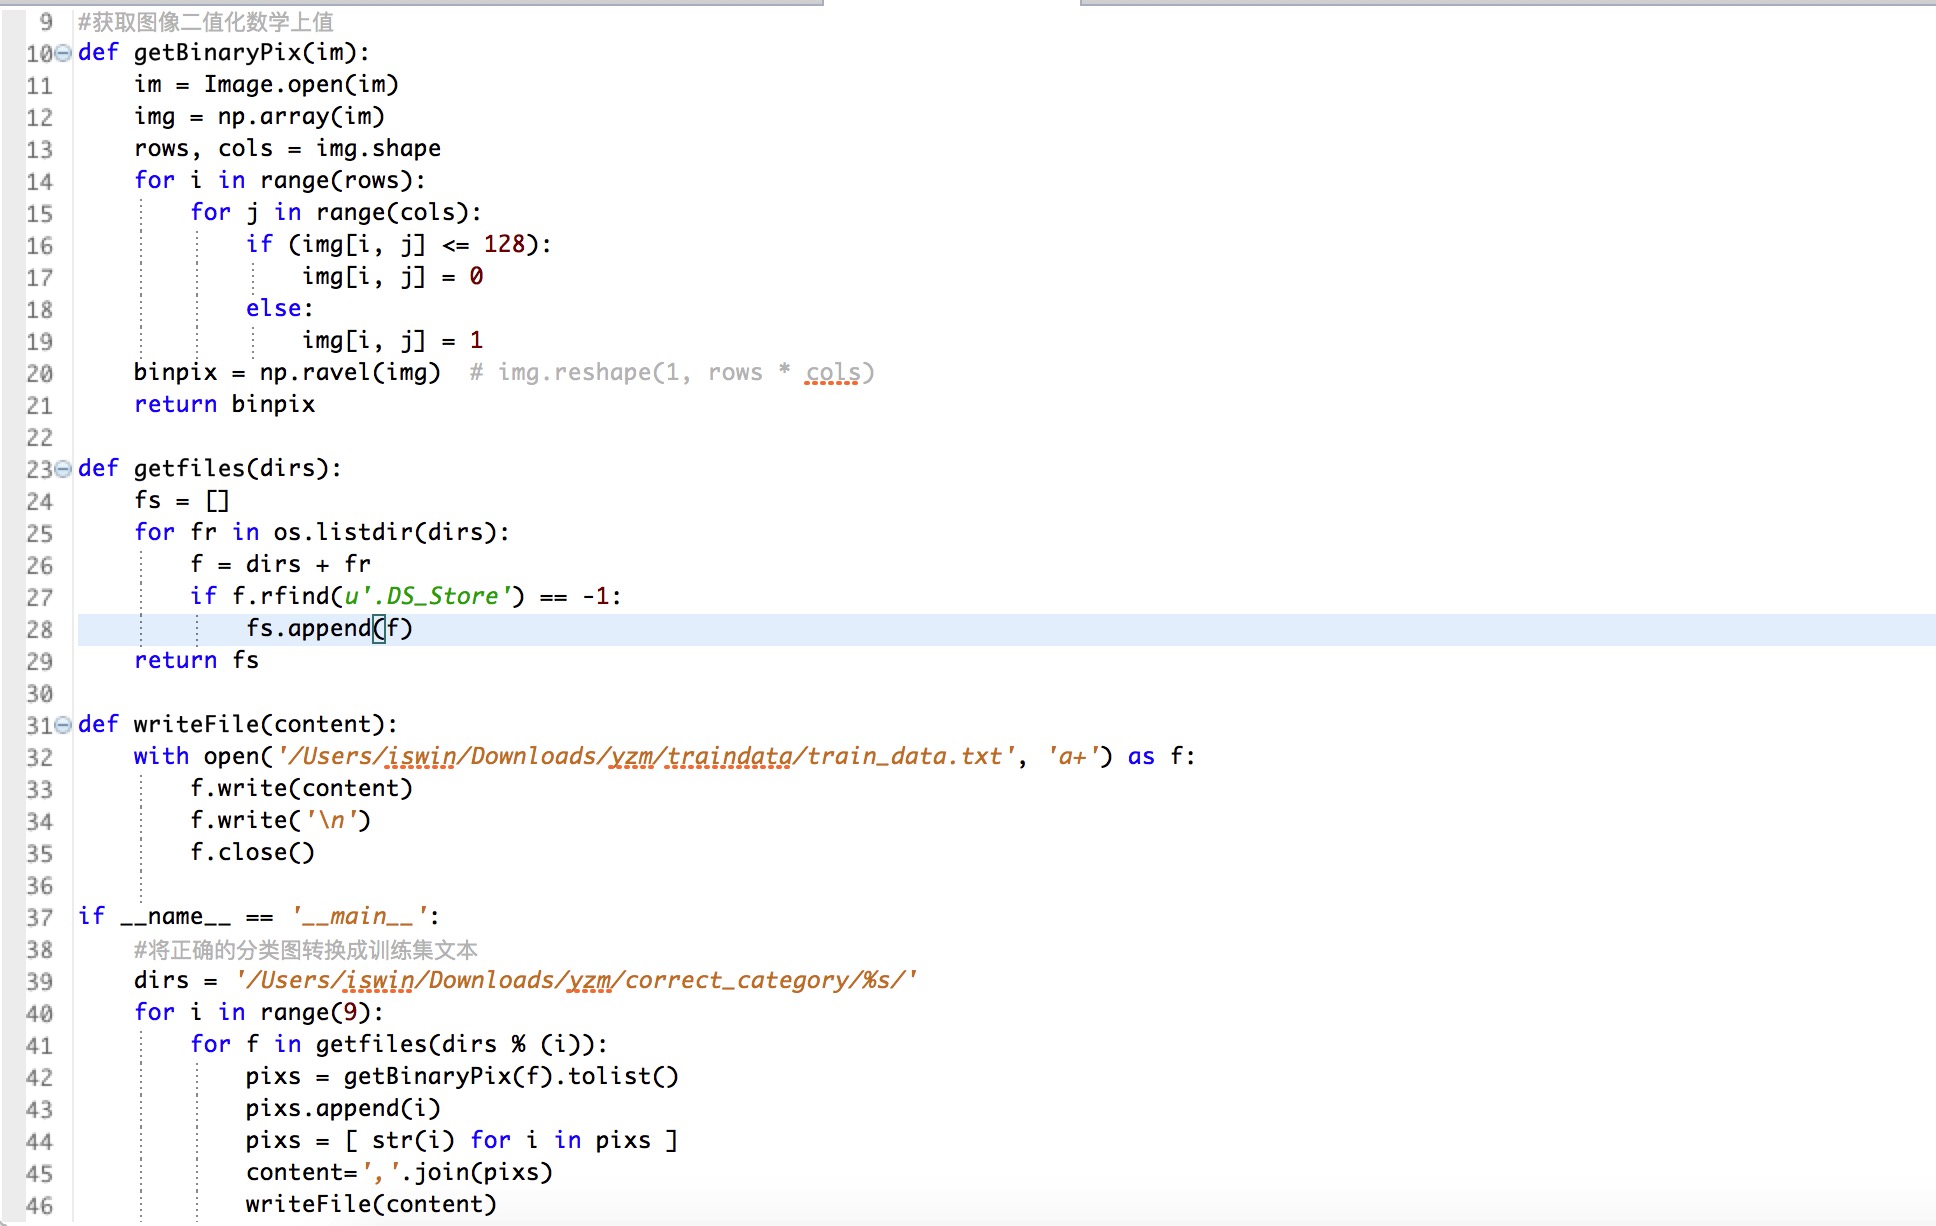 9 #获取图像二值化数学上值
10 def getBinaryPix(im):
11     im = Image.open(im)
12     img = np.array(im)
13     rows, cols = img.shape
14     for i in range(rows):
15         for j in range(cols):
16             if (img[i, j] <= 128):
17                 img[i, j] = 0
18             else:
19                 img[i, j] = 1
20     binpix = np.ravel(img)  # img.reshape(1, rows * cols)
21     return binpix
22
23 def getfiles(dirs):
24     fs = []
25     for fr in os.listdir(dirs):
26         f = dirs + fr
27         if f.rfind(u'.DS_Store') == -1:
28             fs.append(f)
29     return fs
30
31 def writeFile(content):
32     with open('/Users/iswin/Downloads/yzm/traindata/train_data.txt', 'a+') as f:
33         f.write(content)
34         f.write('\n')
35         f.close()
36
37 if __name__ == '__main__':
38     #将正确的分类图转换成训练集文本
39     dirs = '/Users/iswin/Downloads/yzm/correct_category/%s/'
40     for i in range(9):
41         for f in getfiles(dirs % (i)):
42             pixs = getBinaryPix(f).tolist()
43             pixs.append(i)
44             pixs = [ str(i) for i in pixs ]
45             content=','.join(pixs)
46             writeFile(content)